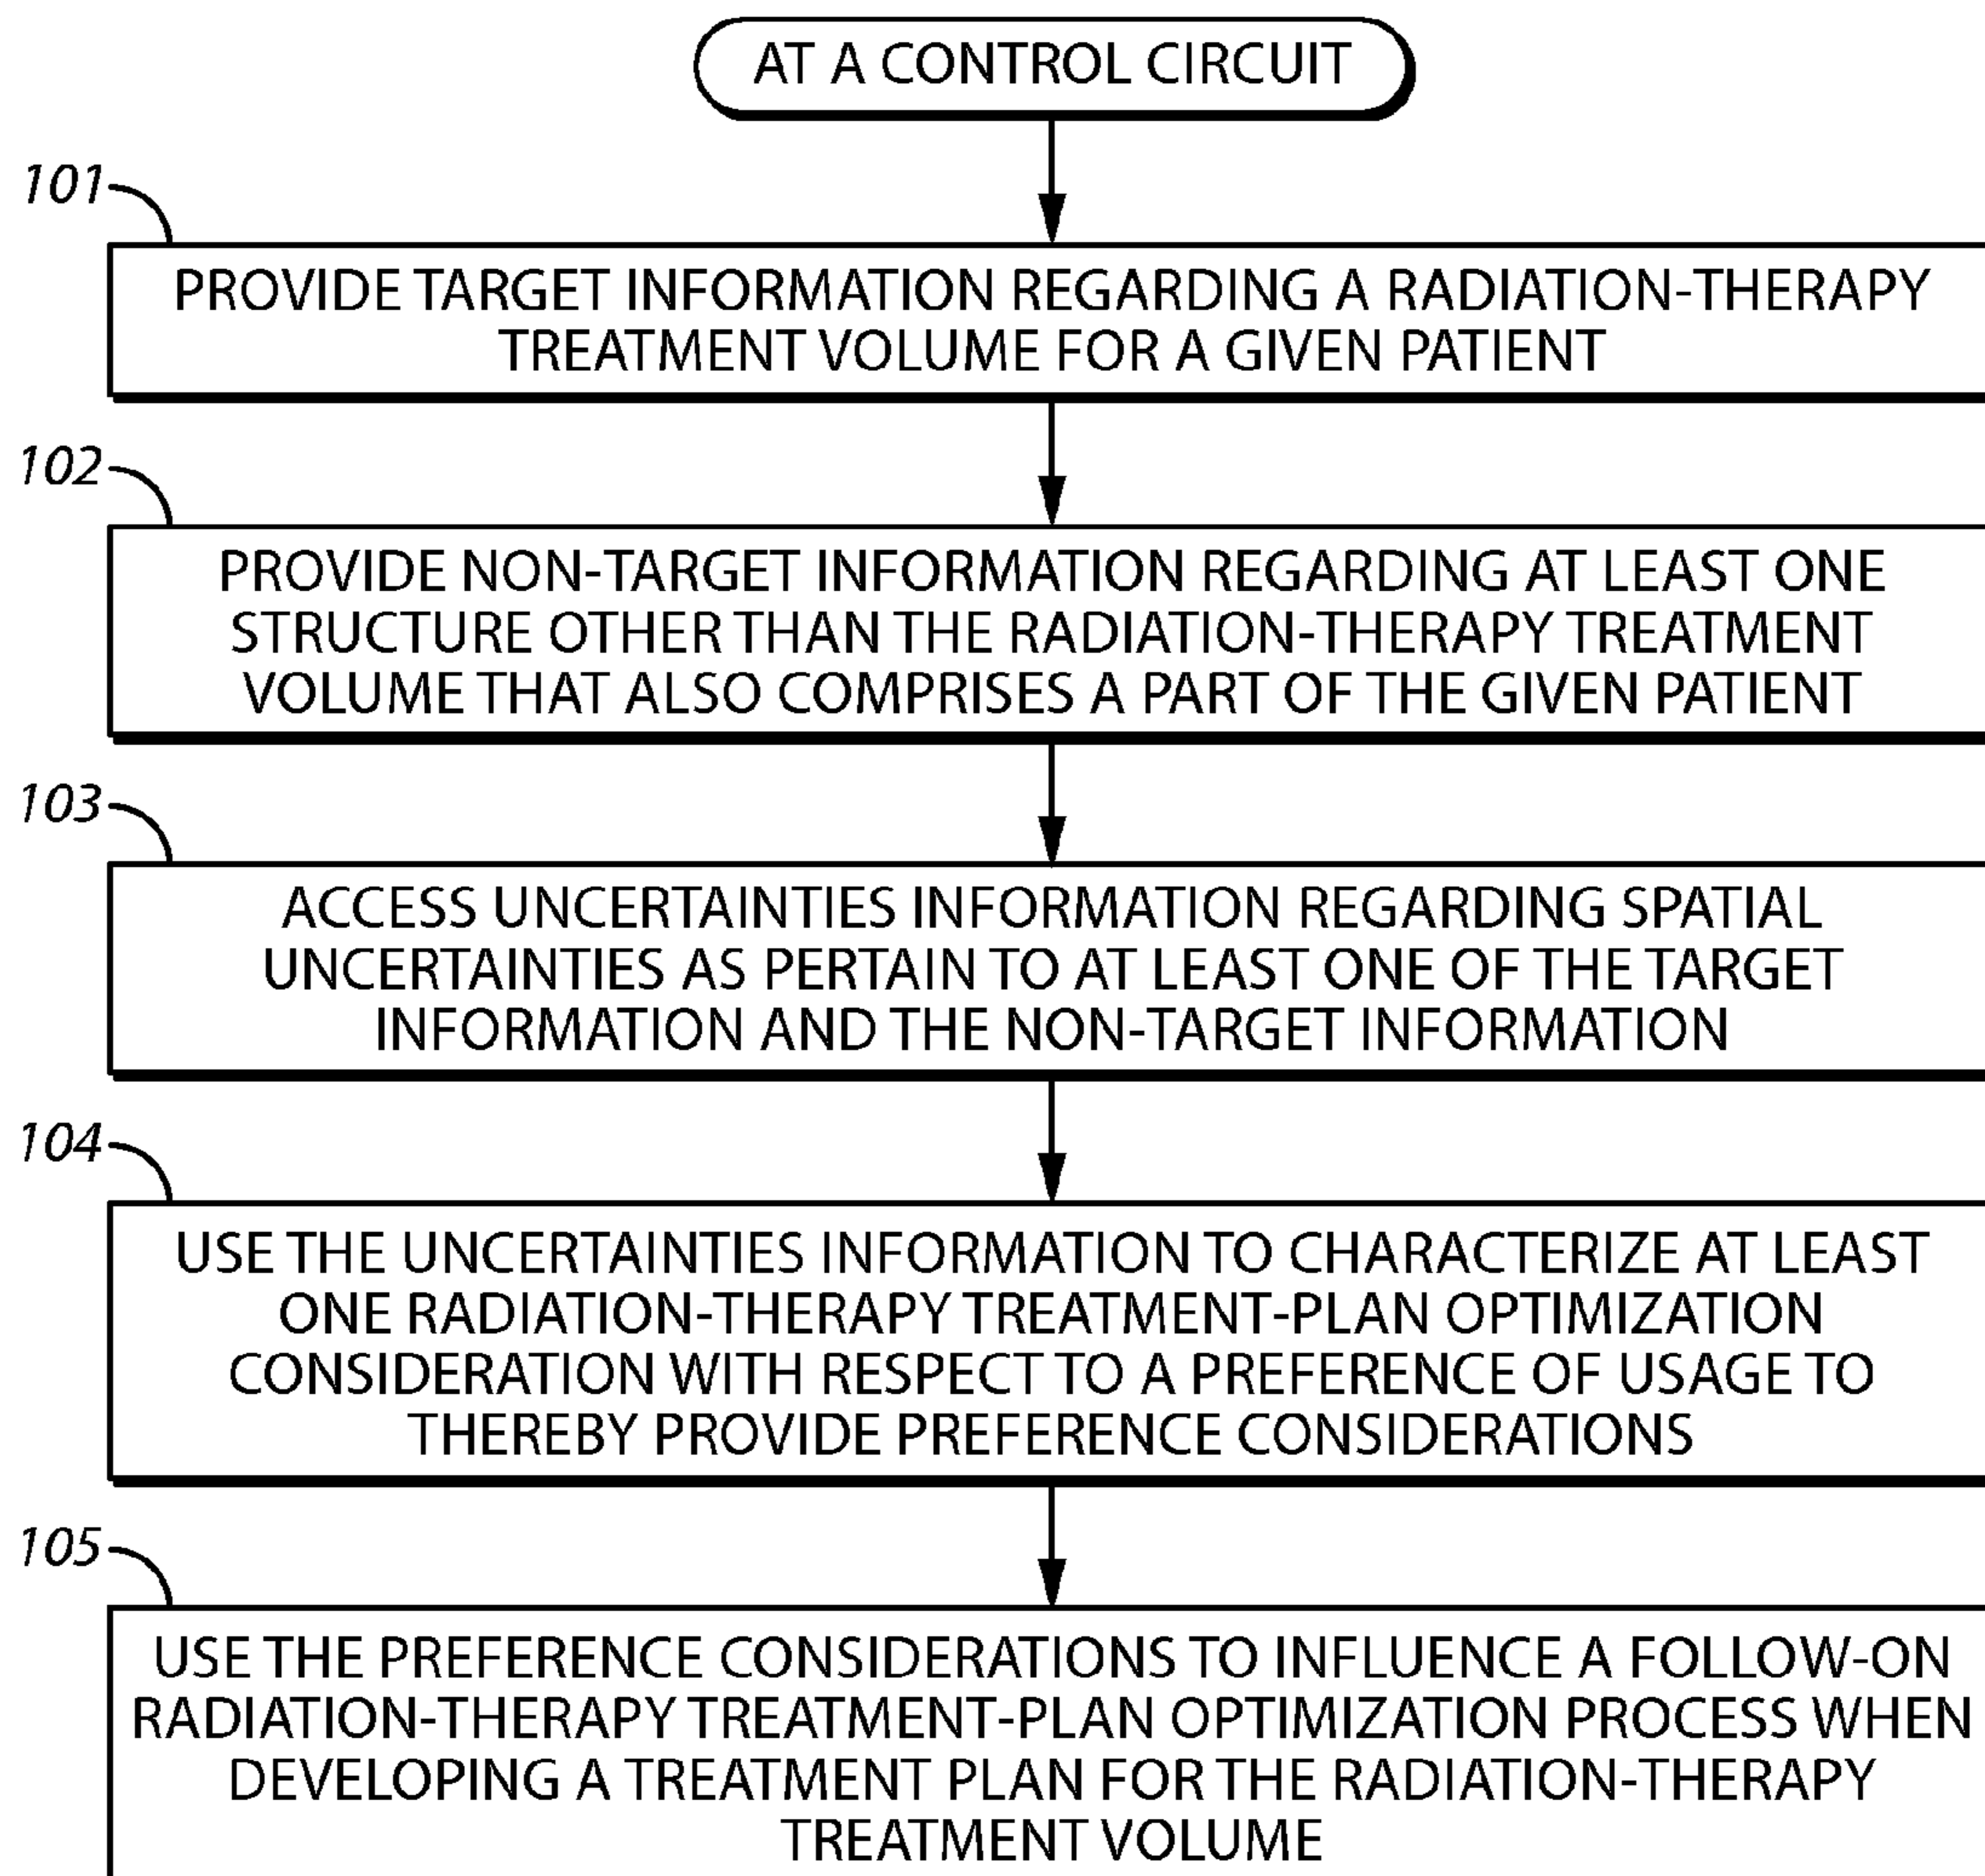 AT A CONTROL CIRCUIT
101
PROVIDE TARGET INFORMATION REGARDING A RADIATION-THERAPY
TREATMENT VOLUME FOR A GIVEN PATIENT
102
PROVIDE NON-TARGET INFORMATION REGARDING AT LEAST ONE
STRUCTURE OTHER THAN THE RADIATION-THERAPY TREATMENT
VOLUME THAT ALSO COMPRISES A PART OF THE GIVEN PATIENT
103
ACCESS UNCERTAINTIES INFORMATION REGARDING SPATIAL
UNCERTAINTIES AS PERTAIN TO AT LEAST ONE OF THE TARGET
INFORMATION AND THE NON-TARGET INFORMATION
104
USE THE UNCERTAINTIES INFORMATION TO CHARACTERIZE AT LEAST
ONE RADIATION-THERAPY TREATMENT-PLAN OPTIMIZATION
CONSIDERATION WITH RESPECT TO A PREFERENCE OF USAGE TO
THEREBY PROVIDE PREFERENCE CONSIDERATIONS
105
USE THE PREFERENCE CONSIDERATIONS TO INFLUENCE A FOLLOW-ON
RADIATION-THERAPY TREATMENT-PLAN OPTIMIZATION PROCESS WHEN
DEVELOPING A TREATMENT PLAN FOR THE RADIATION-THERAPY
TREATMENT VOLUME